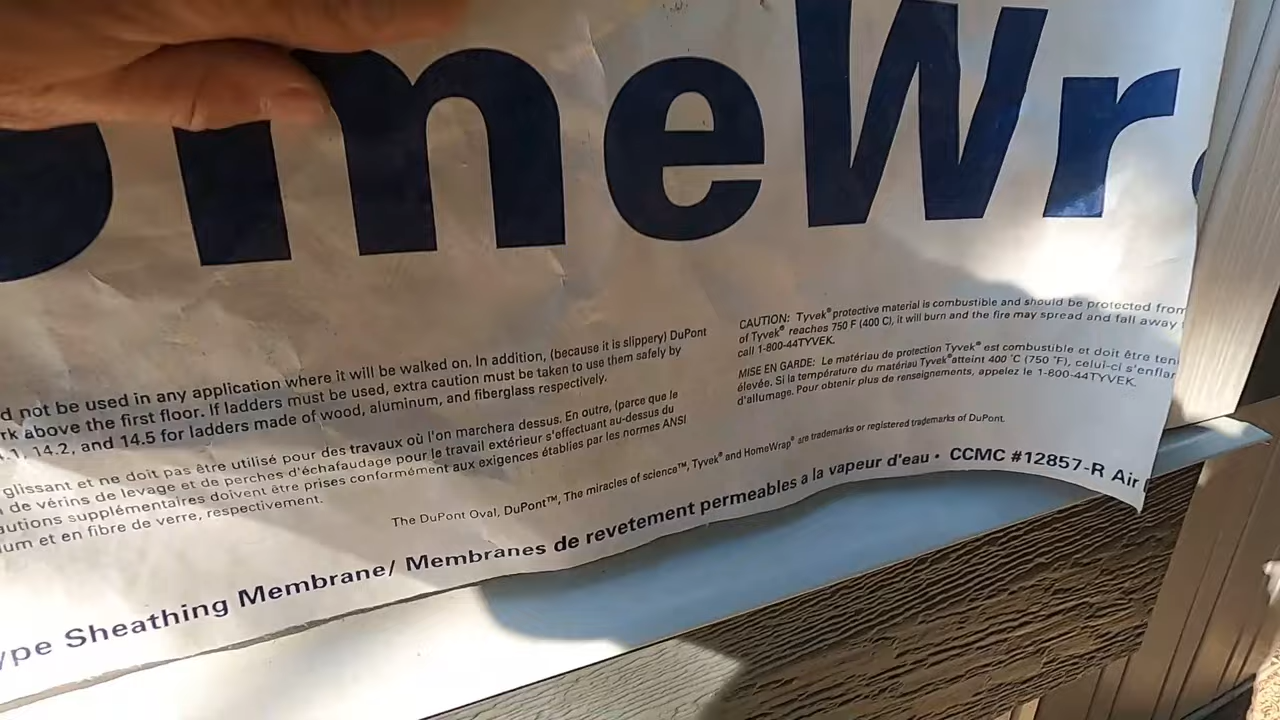 meWr
d not be used in any application where it will be walked on. In addition, (because it is slippery) DuPont
rk above the first floor. If ladders must be used, extra caution must be taken to use them safely by
.1, 14.2, and 14.5 for ladders made of wood, aluminum, and fiberglass respectively.
glissant et ne doit pas être utilisé pour des travaux où l'on marchera dessus. En outre, (parce que le
de vérins de levage et de perches d'échafaudage pour le travail extérieur s'effectuant au-dessus du
autions supplémentaires doivent être prises conformément aux exigences établies par les normes ANSI
um et en fibre de verre, respectivement.
CAUTION: Tyvek® protective material is combustible and should be protected from
of Tyvek® reaches 750 F (400 C), it will burn and the fire may spread and fall away
call 1-800-44TYVEK.
MISE EN GARDE: Le matériau de protection Tyvek® est combustible et doit être ten
élevée. Si la température du matériau Tyvek® atteint 400 °C (750 °F), celui-ci s'enflar
d'allumage. Pour obtenir plus de renseignements, appelez le 1-800-44TYVEK.
The DuPont Oval, DuPont™, The miracles of science™, Tyvek® and HomeWrap® are trademarks or registered trademarks of DuPont.
ype Sheathing Membrane/ Membranes de revetement permeables a la vapeur d'eau • CCMC #12857-R Air